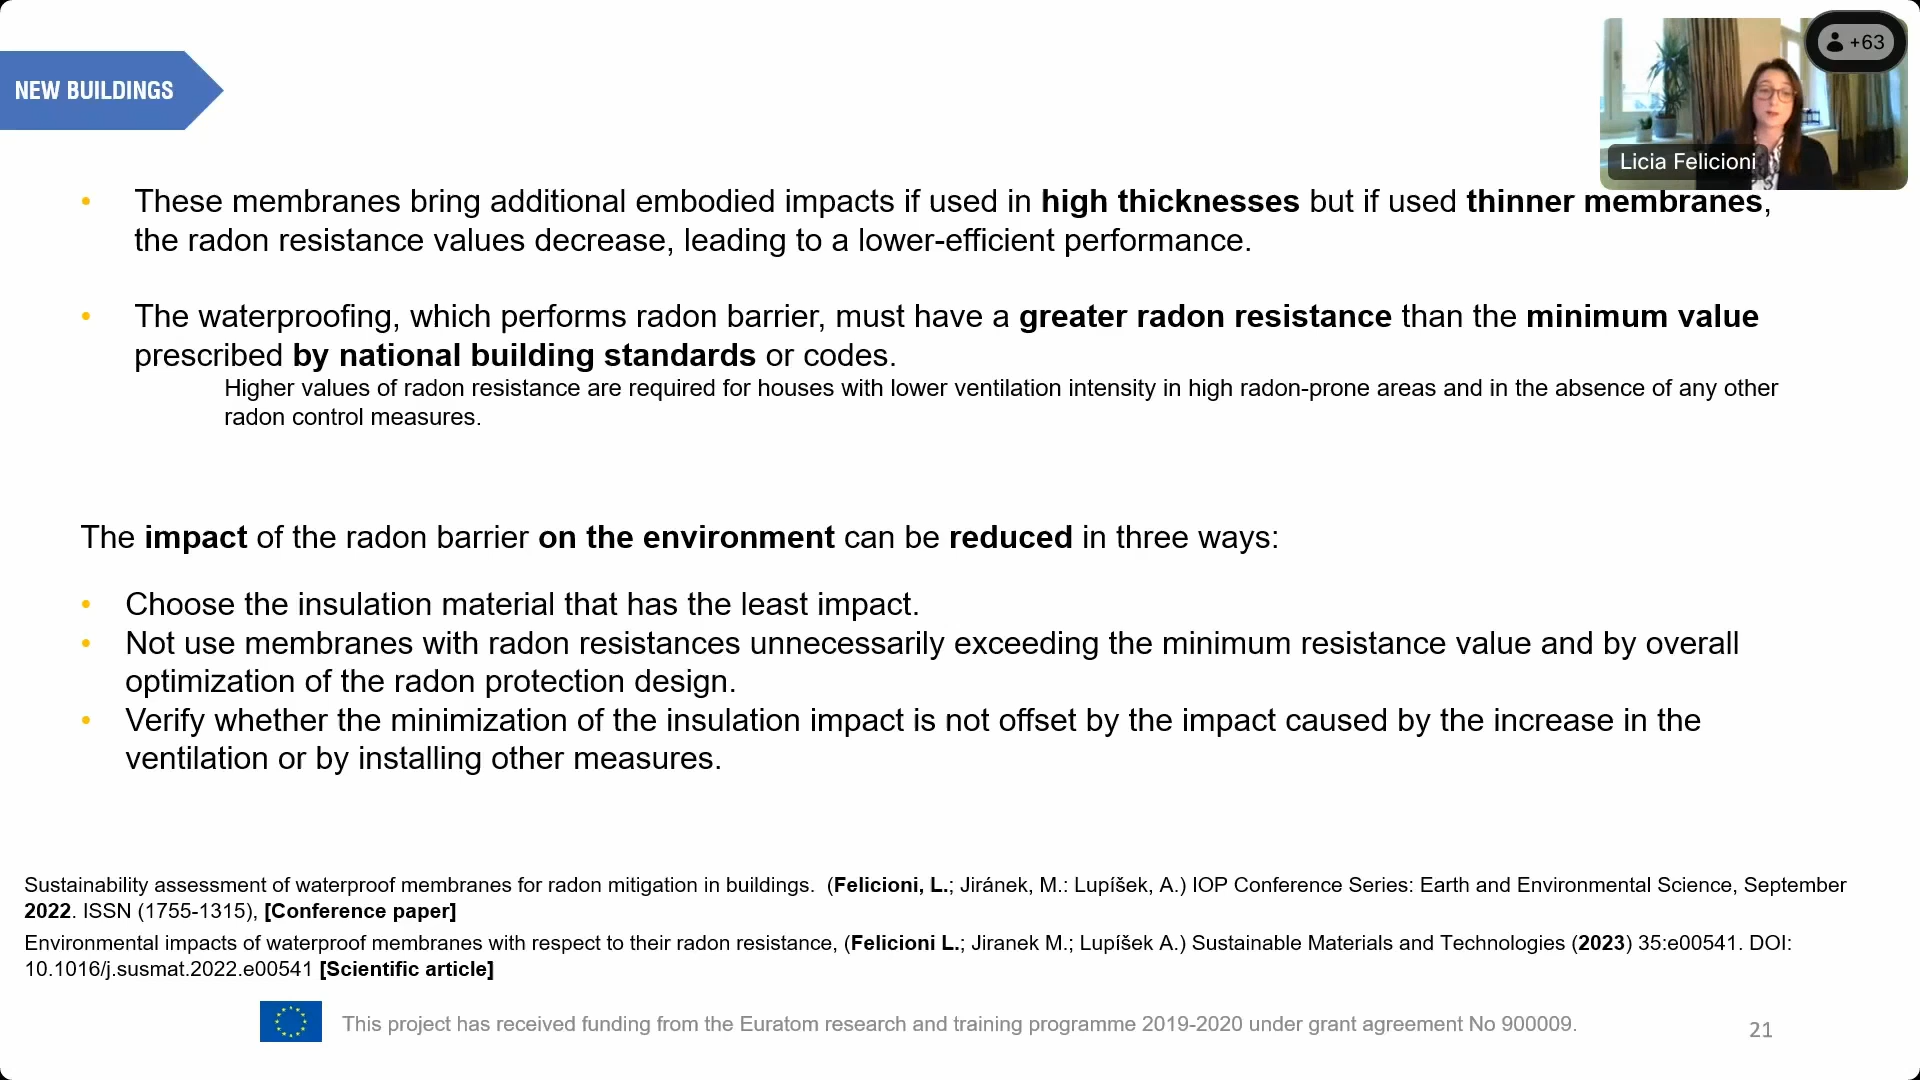 +63
NEW BUILDINGS
Licia Felicioni
• These membranes bring additional embodied impacts if used in high thicknesses but if used thinner membranes,
the radon resistance values decrease, leading to a lower-efficient performance.
• The waterproofing, which performs radon barrier, must have a greater radon resistance than the minimum value
prescribed by national building standards or codes.
Higher values of radon resistance are required for houses with lower ventilation intensity in high radon-prone areas and in the absence of any other
radon control measures.
The impact of the radon barrier on the environment can be reduced in three ways:
• Choose the insulation material that has the least impact.
• Not use membranes with radon resistances unnecessarily exceeding the minimum resistance value and by overall
optimization of the radon protection design.
• Verify whether the minimization of the insulation impact is not offset by the impact caused by the increase in the
ventilation or by installing other measures.
Sustainability assessment of waterproof membranes for radon mitigation in buildings. (Felicioni, L.; Jiránek, M.: Lupíšek, A.) IOP Conference Series: Earth and Environmental Science, September
2022. ISSN (1755-1315), [Conference paper]
Environmental impacts of waterproof membranes with respect to their radon resistance, (Felicioni L.; Jiranek M.; Lupíšek A.) Sustainable Materials and Technologies (2023) 35:e00541. DOI:
10.1016/j.susmat.2022.e00541 [Scientific article]
This project has received funding from the Euratom research and training programme 2019-2020 under grant agreement No 900009.
21